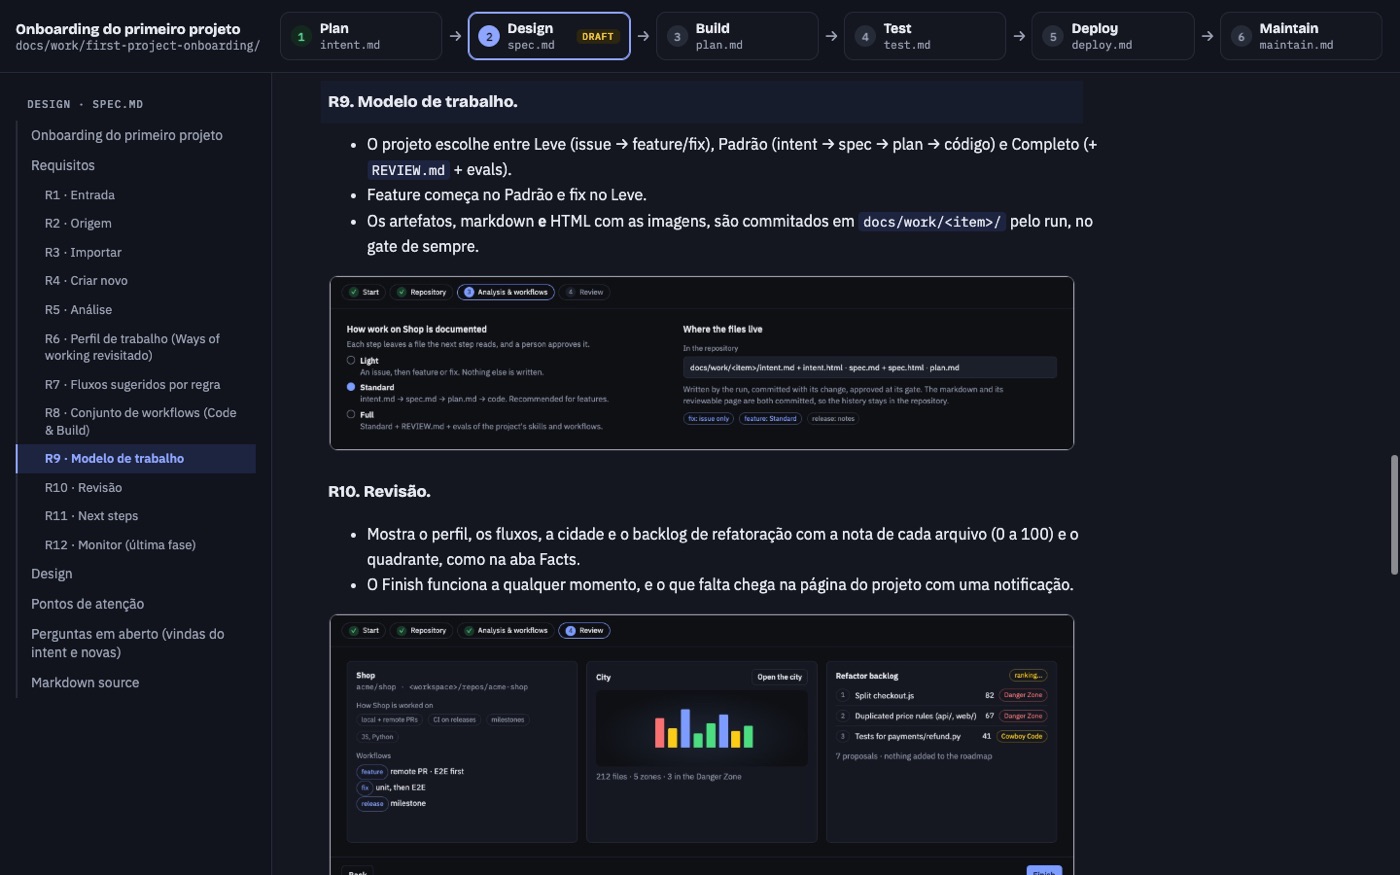 Onboarding do primeiro projeto
docs/work/first-project-onboarding/
1 Plan
intent.md
→
2 Design
spec.md
DRAFT
→
3 Build
plan.md
→
4 Test
test.md
→
5 Deploy
deploy.md
→
6 Maintain
maintain.md
DESIGN · SPEC.MD
Onboarding do primeiro projeto
Requisitos
R1 · Entrada
R2 · Origem
R3 · Importar
R4 · Criar novo
R5 · Análise
R6 · Perfil de trabalho (Ways of
working revisitado)
R7 · Fluxos sugeridos por regra
R8 · Conjunto de workflows (Code
& Build)
R9 · Modelo de trabalho
R10 · Revisão
R11 · Next steps
R12 · Monitor (última fase)
Design
Pontos de atenção
Perguntas em aberto (vindas do
intent e novas)
Markdown source
R9. Modelo de trabalho.
• O projeto escolhe entre Leve (issue → feature/fix), Padrão (intent → spec → plan → código) e Completo (+
REVIEW.md + evals).
• Feature começa no Padrão e fix no Leve.
• Os artefatos, markdown e HTML com as imagens, são commitados em docs/work/<item>/ pelo run, no
gate de sempre.
Start
Repository
3 Analysis & workflows
4 Review
How work on Shop is documented
Each step leaves a file the next step reads, and a person approves it.
Light
An issue, then feature or fix. Nothing else is written.
Standard
intent.md → spec.md → plan.md → code. Recommended for features.
Full
Standard + REVIEW.md + evals of the project's skills and workflows.
Where the files live
In the repository
docs/work/<item>/intent.md + intent.html · spec.md + spec.html · plan.md
Written by the run, committed with its change, approved at its gate. The markdown and its
reviewable page are both committed, so the history stays in the repository.
fix: issue only
feature: Standard
release: notes
R10. Revisão.
• Mostra o perfil, os fluxos, a cidade e o backlog de refatoração com a nota de cada arquivo (0 a 100) e o
quadrante, como na aba Facts.
• O Finish funciona a qualquer momento, e o que falta chega na página do projeto com uma notificação.
Start
Repository
Analysis & workflows
4 Review
Shop
acme/shop · <workspace>/repos/acme-shop
How Shop is worked on
local + remote PRs
CI on releases
milestones
JS, Python
Workflows
feature remote PR · E2E first
fix unit, then E2E
release milestone
City
Open the city
212 files · 5 zones · 3 in the Danger Zone
Refactor backlog
ranking...
1 Split checkout.js 82 Danger Zone
2 Duplicated price rules (api/, web/) 67 Danger Zone
3 Tests for payments/refund.py 41 Cowboy Code
7 proposals · nothing added to the roadmap
Back
Finish